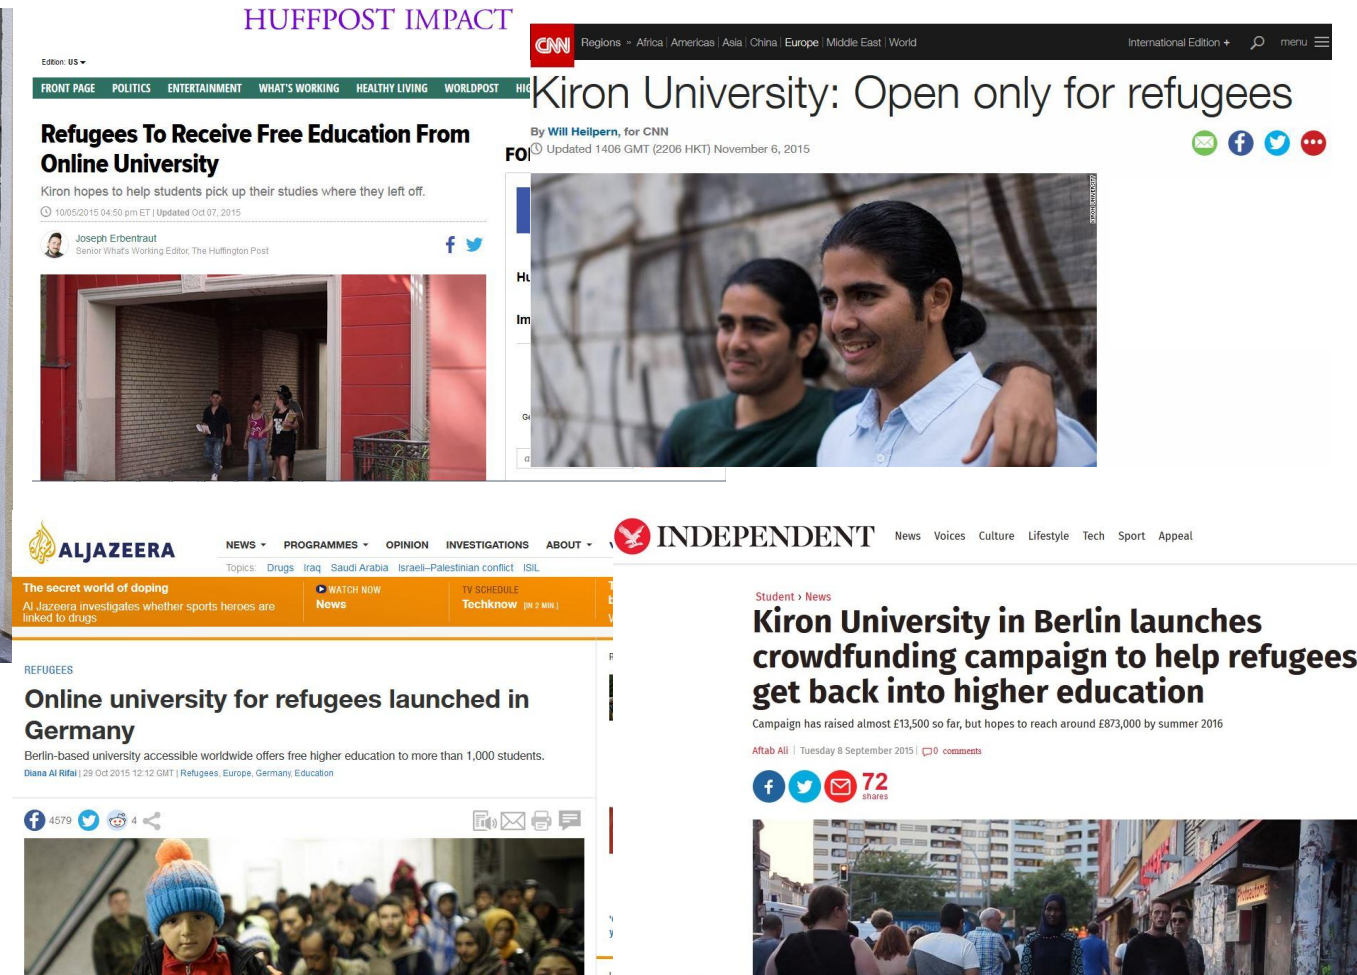 HUFFPOST IMPACT
Edition: US
FRONT PAGE POLITICS ENTERTAINMENT WHAT'S WORKING HEALTHY LIVING WORLDPOST
Refugees To Receive Free Education From
Online University
Kiron hopes to help students pick up their studies where they left off.
10/05/2015 04:50 pm ET | Updated Oct 07, 2015
Joseph Erbentraut
Senior What's Working Editor, The Huffington Post
CNN Regions » Africa | Americas | Asia | China | Europe | Middle East | World International Edition + menu
Kiron University: Open only for refugees
By Will Heilpern, for CNN
Updated 1406 GMT (2206 HKT) November 6, 2015
KIRON UNIVERSITY
ALJAZEERA
NEWS PROGRAMMES OPINION INVESTIGATIONS ABOUT
Topics: Drugs Iraq Saudi Arabia Israeli–Palestinian conflict ISIL
The secret world of doping
Al Jazeera investigates whether sports heroes are
linked to drugs
WATCH NOW
News
TV SCHEDULE
Techknow [IN 2 MIN.]
REFUGEES
Online university for refugees launched in
Germany
Berlin-based university accessible worldwide offers free higher education to more than 1,000 students.
Diana Al Rifai | 29 Oct 2015 12:12 GMT | Refugees, Europe, Germany, Education
4579 4
INDEPENDENT News Voices Culture Lifestyle Tech Sport Appeal
Student › News
Kiron University in Berlin launches
crowdfunding campaign to help refugees
get back into higher education
Campaign has raised almost £13,500 so far, but hopes to reach around £873,000 by summer 2016
Aftab Ali | Tuesday 8 September 2015 | 0 comments
72
shares